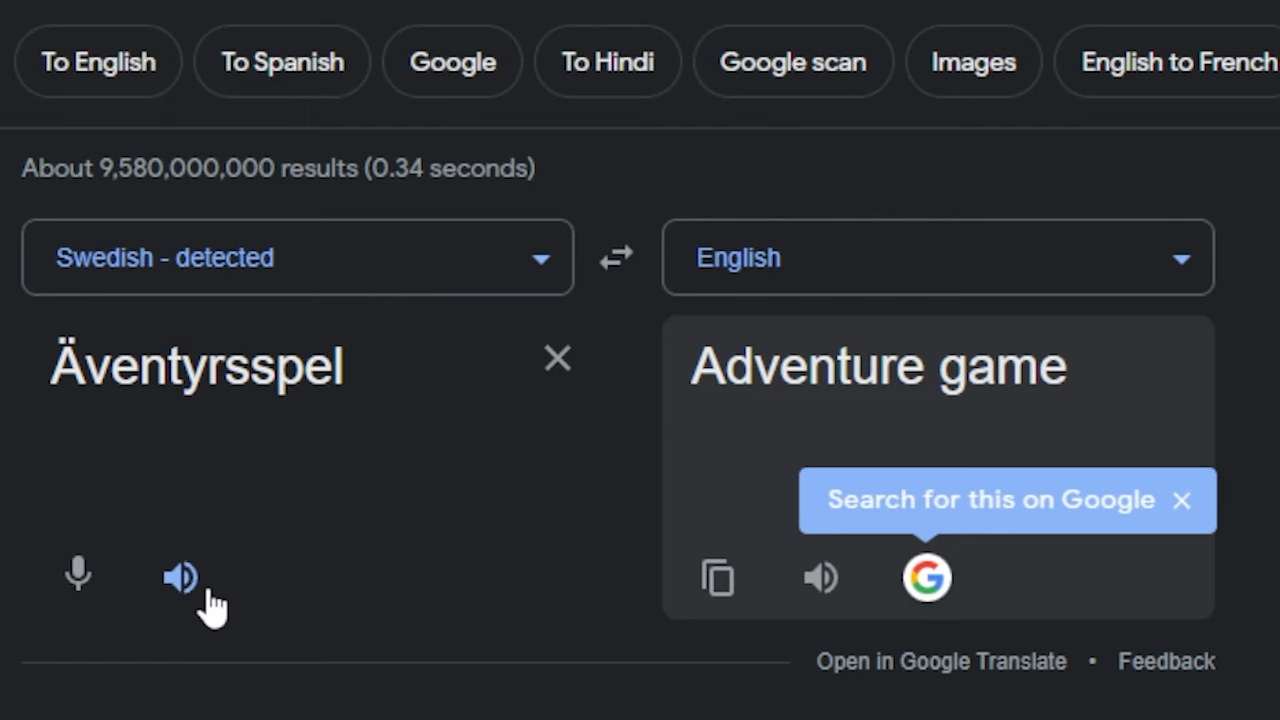 To English To Spanish Google To Hindi Google scan Images English to French
About 9,580,000,000 results (0.34 seconds)
Swedish - detected English
Äventyrsspel Adventure game
Search for this on Google
Open in Google Translate • Feedback